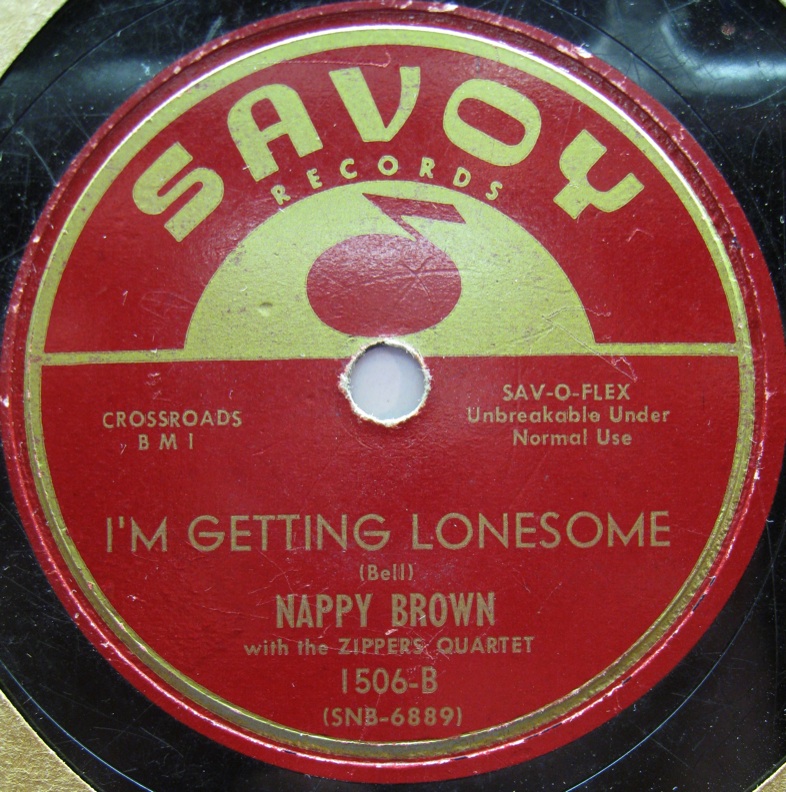 SAVOY
RECORDS
CROSSROADS
BMI
SAV-O-FLEX
Unbreakable Under
Normal Use
I'M GETTING LONESOME
(Bell)
NAPPY BROWN
with the ZIPPERS QUARTET
1506-B
(SNB-6889)